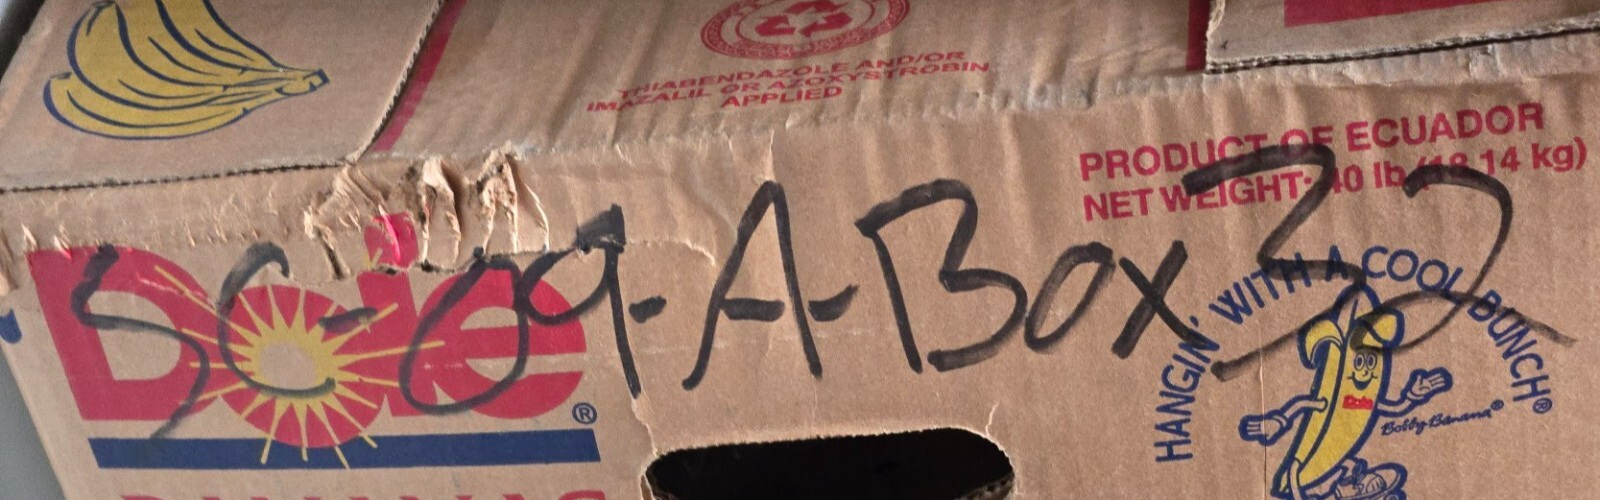 THIABENDAZOLE AND/OR
IMAZALIL OR AZOXYSTROBIN
APPLIED
PRODUCT OF ECUADOR
NET WEIGHT: 40 lb (18.14 kg)
Dole®
SC-09-A-Box 32
HANGIN' WITH A COOL BUNCH®
Bobby Banana®
BANANAS